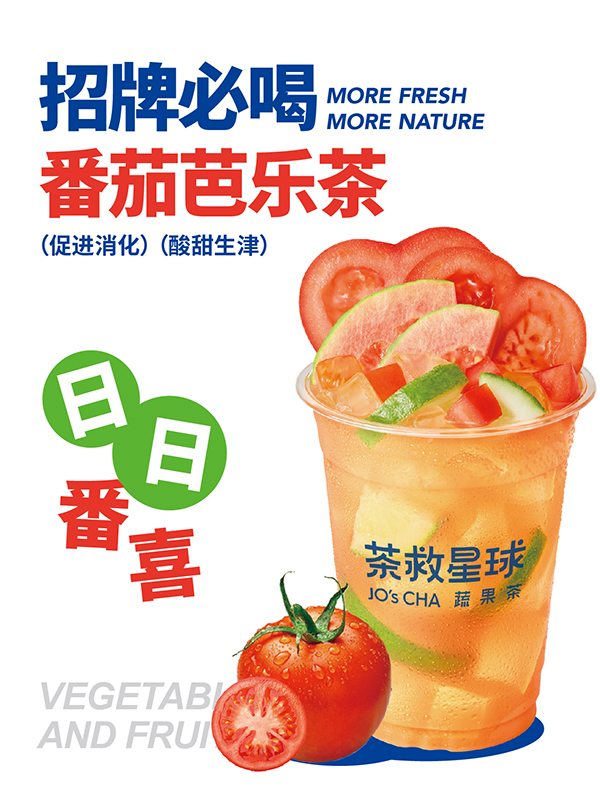 招牌必喝
MORE FRESH
MORE NATURE
番茄芭乐茶
(促进消化)(酸甜生津)
日日
番喜
茶救星球
JO's CHA 蔬果茶
VEGETABL
AND FRUI